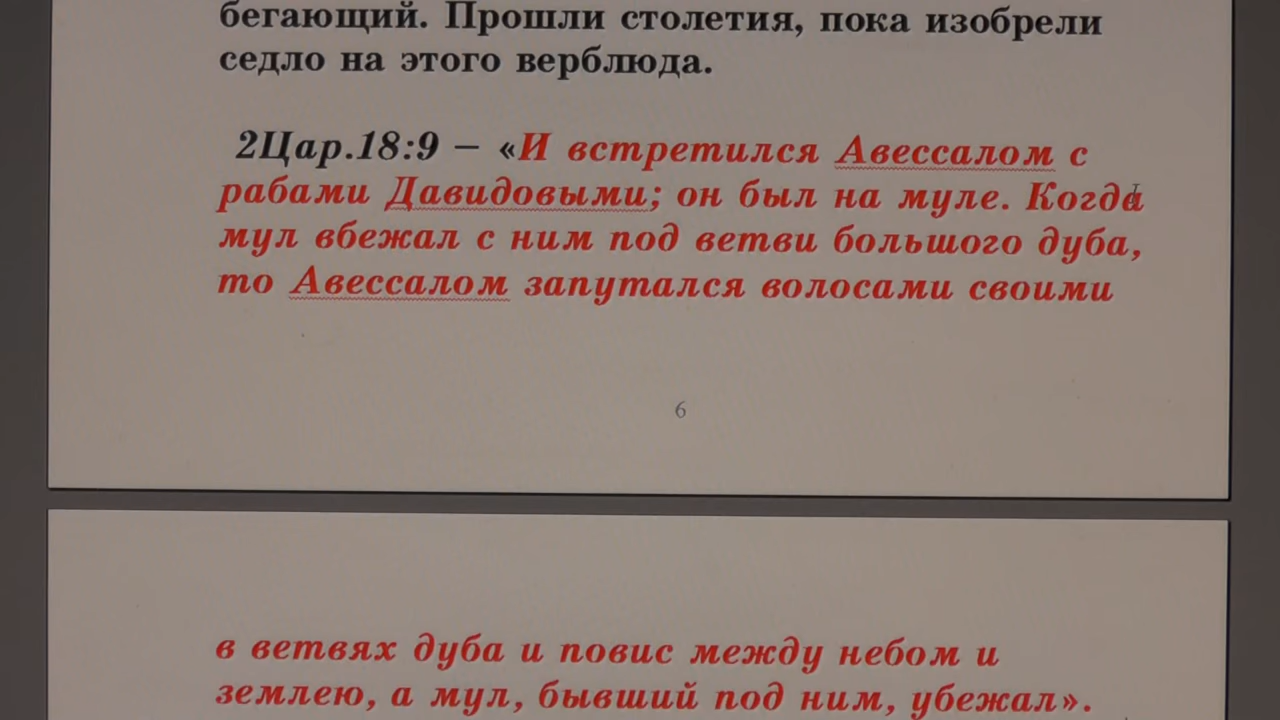 бегающий. Прошли столетия, пока изобрели
седло на этого верблюда.
2Цар.18:9 – «И встретился Авессалом с
рабами Давидовыми; он был на муле. Когда
мул вбежал с ним под ветви большого дуба,
то Авессалом запутался волосами своими
6
в ветвях дуба и повис между небом и
землею, а мул, бывший под ним, убежал».